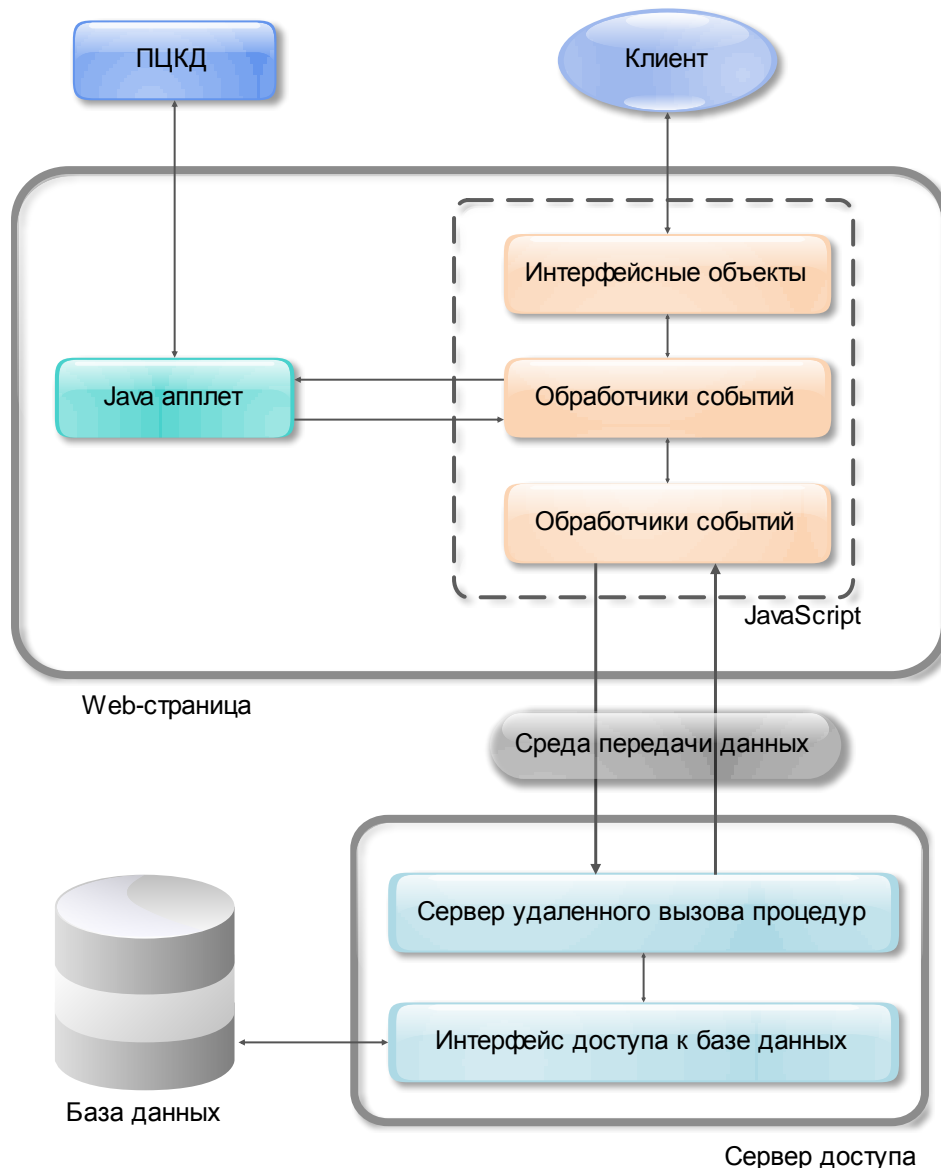 ПЦКД
Клиент
Интерфейсные объекты
Java апплет
Обработчики событий
Обработчики событий
JavaScript
Web-страница
Среда передачи данных
Сервер удаленного вызова процедур
Интерфейс доступа к базе данных
База данных
Сервер доступа